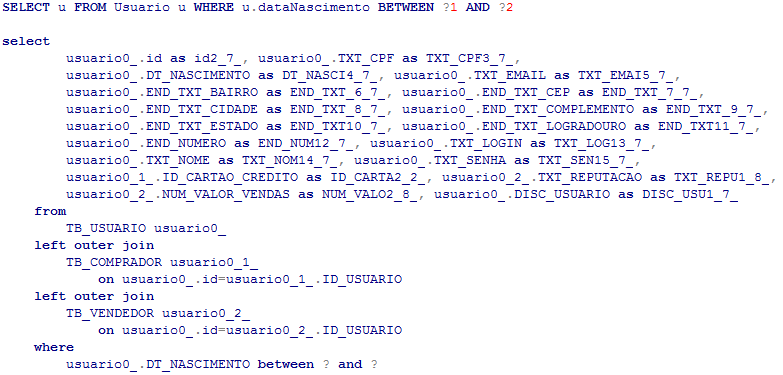 SELECT u FROM Usuario u WHERE u.dataNascimento BETWEEN ?1 AND ?2
select
usuario0_.id as id2_7_, usuario0_.TXT_CPF as TXT_CPF3_7_,
usuario0_.DT_NASCIMENTO as DT_NASCI4_7_, usuario0_.TXT_EMAIL as TXT_EMAI5_7_,
usuario0_.END_TXT_BAIRRO as END_TXT_6_7_, usuario0_.END_TXT_CEP as END_TXT_7_7_,
usuario0_.END_TXT_CIDADE as END_TXT_8_7_, usuario0_.END_TXT_COMPLEMENTO as END_TXT_9_7_,
usuario0_.END_TXT_ESTADO as END_TXT10_7_, usuario0_.END_TXT_LOGRADOURO as END_TXT11_7_,
usuario0_.END_NUMERO as END_NUM12_7_, usuario0_.TXT_LOGIN as TXT_LOG13_7_,
usuario0_.TXT_NOME as TXT_NOM14_7_, usuario0_.TXT_SENHA as TXT_SEN15_7_,
usuario0_1_.ID_CARTAO_CREDITO as ID_CARTA2_2_, usuario0_2_.TXT_REPUTACAO as TXT_REPU1_8_,
usuario0_2_.NUM_VALOR_VENDAS as NUM_VALO2_8_, usuario0_.DISC_USUARIO as DISC_USU1_7_
from
TB_USUARIO usuario0_
left outer join
TB_COMPRADOR usuario0_1_
on usuario0_.id=usuario0_1_.ID_USUARIO
left outer join
TB_VENDEDOR usuario0_2_
on usuario0_.id=usuario0_2_.ID_USUARIO
where
usuario0_.DT_NASCIMENTO between ? and ?